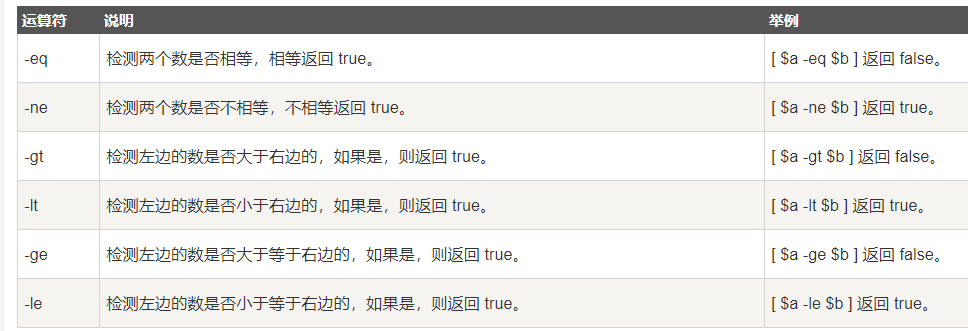 运算符 说明 举例
-eq 检测两个数是否相等，相等返回 true。 [ $a -eq $b ] 返回 false。
-ne 检测两个数是否不相等，不相等返回 true。 [ $a -ne $b ] 返回 true。
-gt 检测左边的数是否大于右边的，如果是，则返回 true。 [ $a -gt $b ] 返回 false。
-lt 检测左边的数是否小于右边的，如果是，则返回 true。 [ $a -lt $b ] 返回 true。
-ge 检测左边的数是否大于等于右边的，如果是，则返回 true。 [ $a -ge $b ] 返回 false。
-le 检测左边的数是否小于等于右边的，如果是，则返回 true。 [ $a -le $b ] 返回 true。